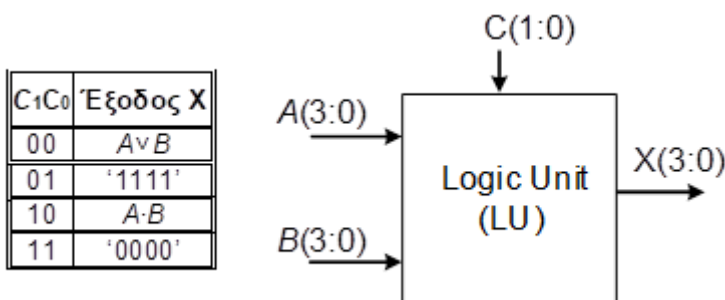 C₁C₀ Έξοδος X
00 A∨B
01 ‘1111’
10 A·B
11 ‘0000’
C(1:0)
A(3:0)
B(3:0)
Logic Unit
(LU)
X(3:0)